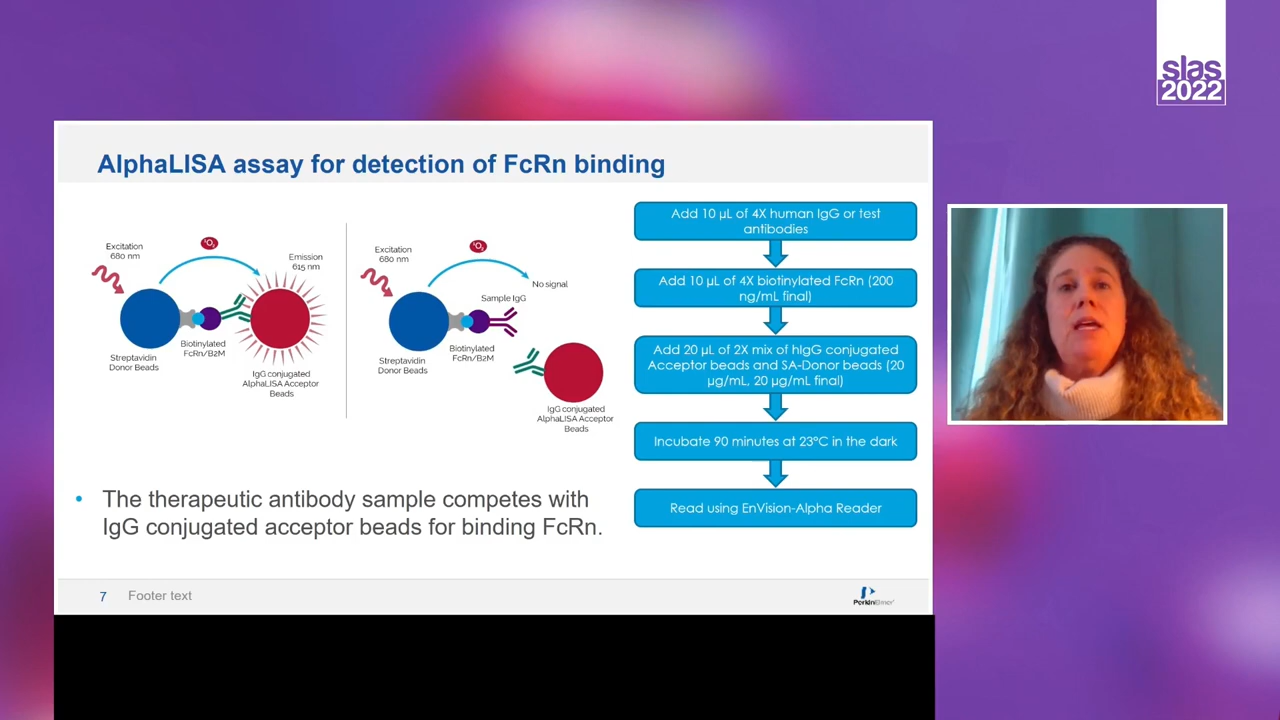 slas
2022
AlphaLISA assay for detection of FcRn binding
Excitation
680 nm
¹O₂
Emission
615 nm
Streptavidin
Donor Beads
Biotinylated
FcRn/B2M
IgG conjugated
AlphaLISA Acceptor
Beads
Excitation
680 nm
¹O₂
No signal
Sample IgG
Streptavidin
Donor Beads
Biotinylated
FcRn/B2M
IgG conjugated
AlphaLISA Acceptor
Beads
Add 10 µL of 4X human IgG or test
antibodies
Add 10 µL of 4X biotinylated FcRn (200
ng/mL final)
Add 20 µL of 2X mix of hIgG conjugated
Acceptor beads and SA-Donor beads (20
µg/mL, 20 µg/mL final)
Incubate 90 minutes at 23°C in the dark
Read using EnVision-Alpha Reader
• The therapeutic antibody sample competes with
IgG conjugated acceptor beads for binding FcRn.
7 Footer text
PerkinElmer